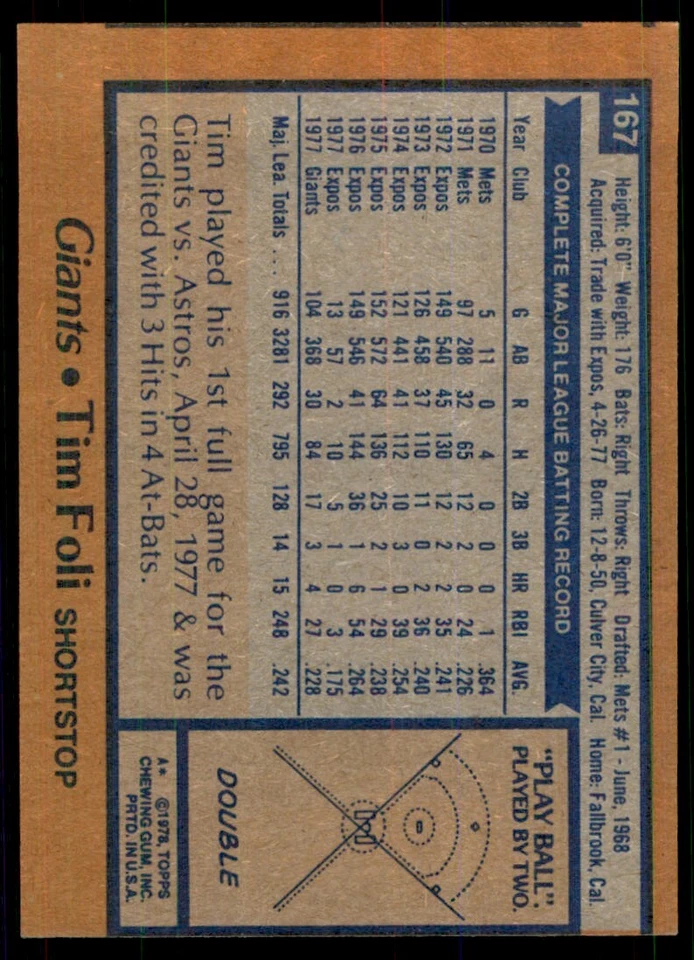 167
Height: 6'0" Weight: 176 Bats: Right Throws: Right Drafted: Mets #1 - June, 1968
Acquired: Trade with Expos, 4-26-77 Born: 12-8-50, Culver City, Cal. Home: Fallbrook, Cal.
COMPLETE MAJOR LEAGUE BATTING RECORD
Year Club G AB R H 2B 3B HR RBI AVG.
1970 Mets 5 11 0 4 0 0 0 1 .364
1971 Mets 97 288 32 65 12 2 0 24 .226
1972 Expos 149 540 45 130 12 2 2 35 .241
1973 Expos 126 458 37 110 11 0 2 36 .240
1974 Expos 121 441 41 112 10 3 0 39 .254
1975 Expos 152 572 64 136 25 2 1 29 .238
1976 Expos 149 546 41 144 36 1 6 54 .264
1977 Expos 13 57 2 10 5 1 0 3 .175
1977 Giants 104 368 30 84 17 3 4 27 .228
Maj. Lea. Totals .... 916 3281 292 795 128 14 15 248 .242
Tim played his 1st full game for the
Giants vs. Astros, April 28, 1977 & was
credited with 3 Hits in 4 At-Bats.
"PLAY BALL":
PLAYED BY TWO.
DOUBLE
A* ©1978, TOPPS
CHEWING GUM, INC.
PRTD. IN U.S.A.
Giants • Tim Foli SHORTSTOP